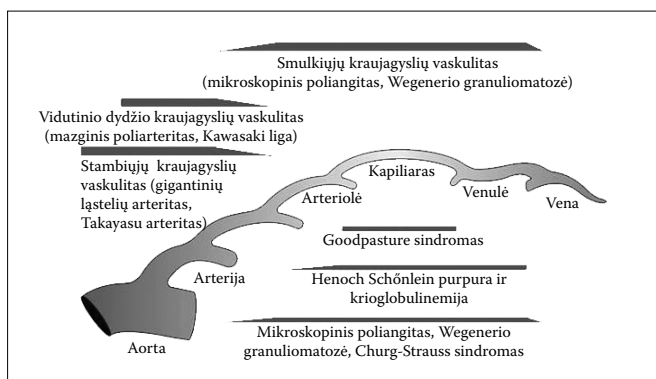 Smulkiųjų kraujagyslių vaskulitas
(mikroskopinis poliangitas, Wegenerio granuliomatozė)
Vidutinio dydžio kraujagyslių vaskulitas
(mazginis poliarteritas, Kawasaki liga)
Stambiųjų kraujagyslių
vaskulitas (gigantinių
ląstelių arteritas,
Takayasu arteritas)
Kapiliaras
Arteriolė
Venulė
Vena
Goodpasture sindromas
Arterija
Henoch Schőnlein purpura ir
krioglobulinemija
Mikroskopinis poliangitas, Wegenerio
granuliomatozė, Churg-Strauss sindromas
Aorta